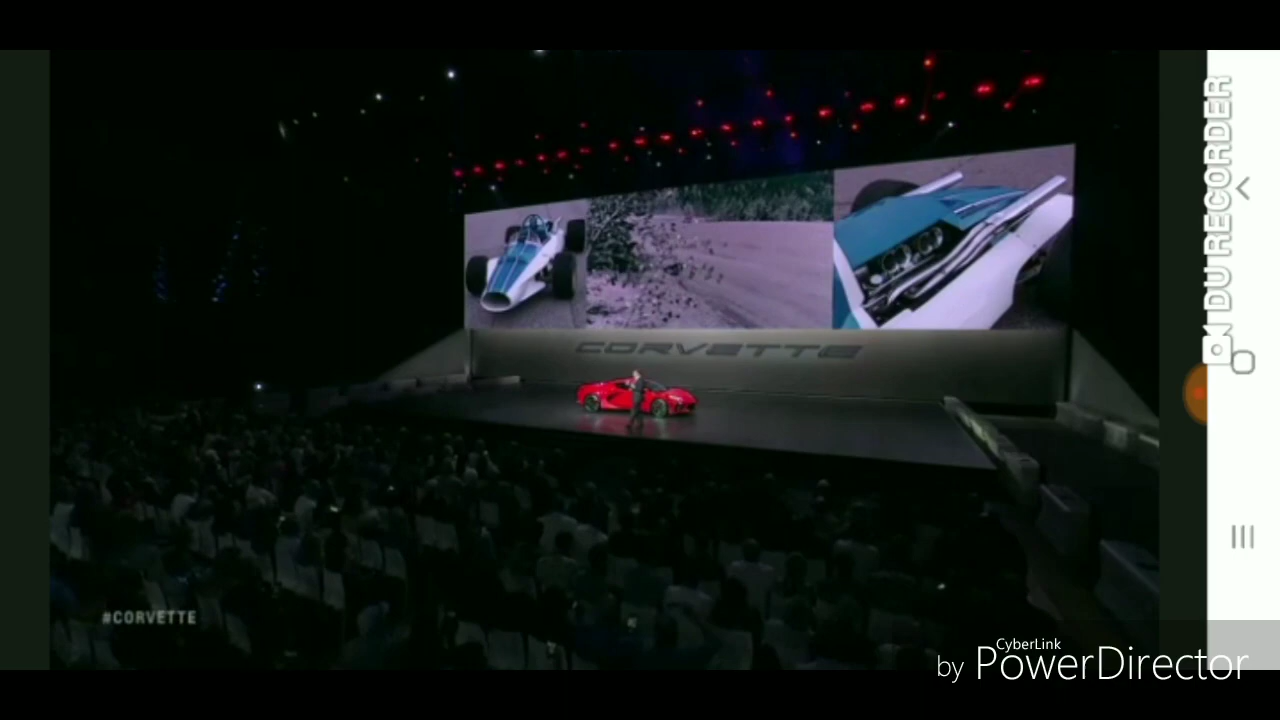 CORVETTE
#CORVETTE
DU RECORDER
CyberLink
by PowerDirector